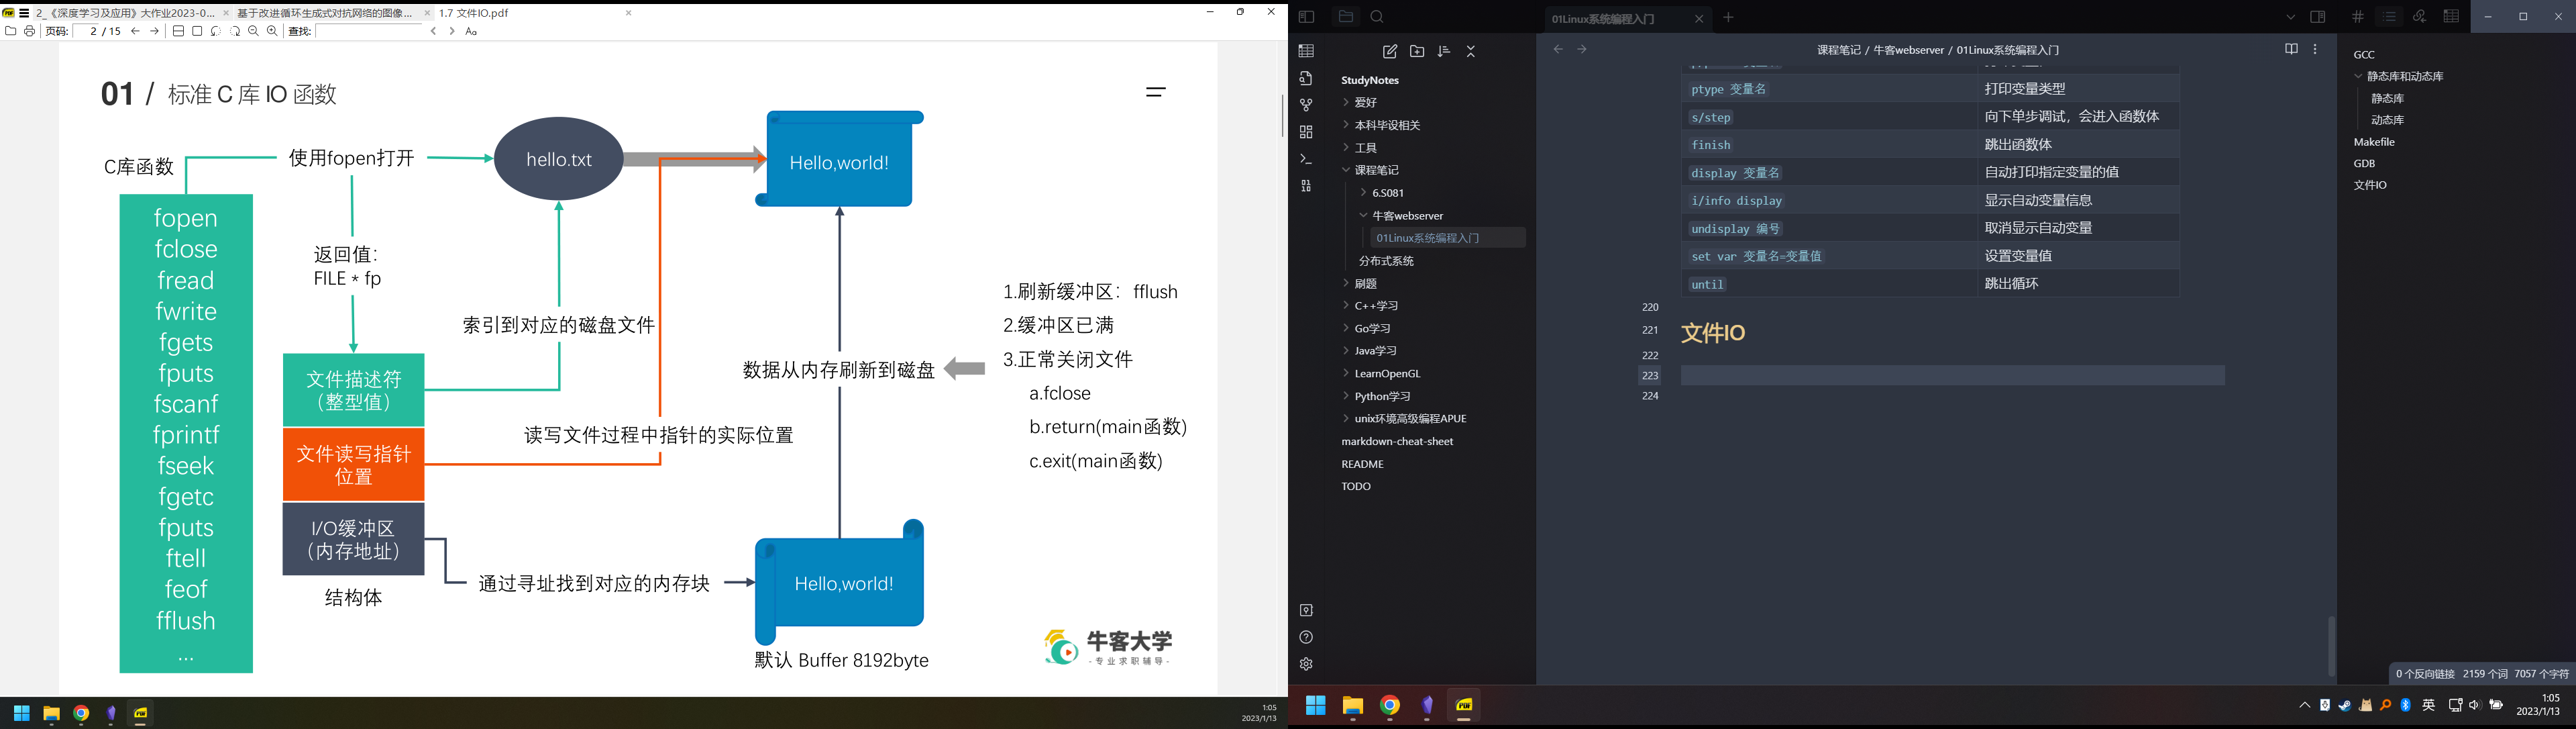 2_《深度学习及应用》大作业2023-0...
基于改进循环生成式对抗网络的图像...
1.7 文件IO.pdf
页码: 2 / 15
查找:
01 / 标准 C 库 IO 函数
C库函数
fopen
fclose
fread
fwrite
fgets
fputs
fscanf
fprintf
fseek
fgetc
fputs
ftell
feof
fflush
...
使用fopen打开
返回值:
FILE * fp
文件描述符
（整型值）
文件读写指针
位置
I/O缓冲区
（内存地址）
结构体
hello.txt
索引到对应的磁盘文件
读写文件过程中指针的实际位置
通过寻址找到对应的内存块
Hello,world!
数据从内存刷新到磁盘
Hello,world!
默认 Buffer 8192byte
1.刷新缓冲区：fflush
2.缓冲区已满
3.正常关闭文件
a.fclose
b.return(main函数)
c.exit(main函数)
牛客大学
- 专业求职辅导 -
1:05
2023/1/13
01Linux系统编程入门
StudyNotes
爱好
本科毕设相关
工具
课程笔记
6.S081
牛客webserver
01Linux系统编程入门
分布式系统
刷题
C++学习
Go学习
Java学习
LearnOpenGL
Python学习
unix环境高级编程APUE
markdown-cheat-sheet
README
TODO
课程笔记 / 牛客webserver / 01Linux系统编程入门
ptype 变量名 打印变量类型
s/step 向下单步调试，会进入函数体
finish 跳出函数体
display 变量名 自动打印指定变量的值
i/info display 显示自动变量信息
undisplay 编号 取消显示自动变量
set var 变量名=变量值 设置变量值
until 跳出循环
220
221 文件IO
222
223
224
GCC
静态库和动态库
静态库
动态库
Makefile
GDB
文件IO
0 个反向链接 2159 个词 7057 个字符
英
1:05
2023/1/13